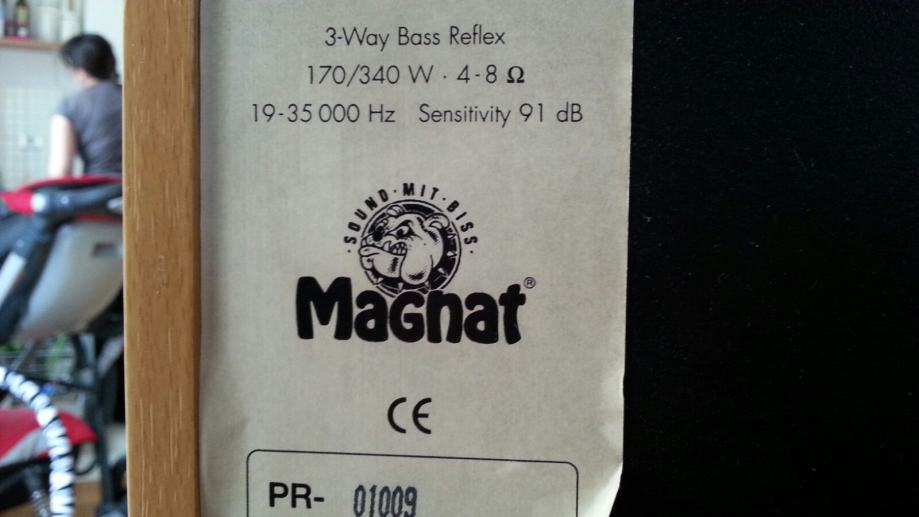 3-Way Bass Reflex
170/340 W · 4-8 Ω
19-35 000 Hz Sensitivity 91 dB
·SOUND·MIT·BISS·
Magnat®
CE
PR- 01009